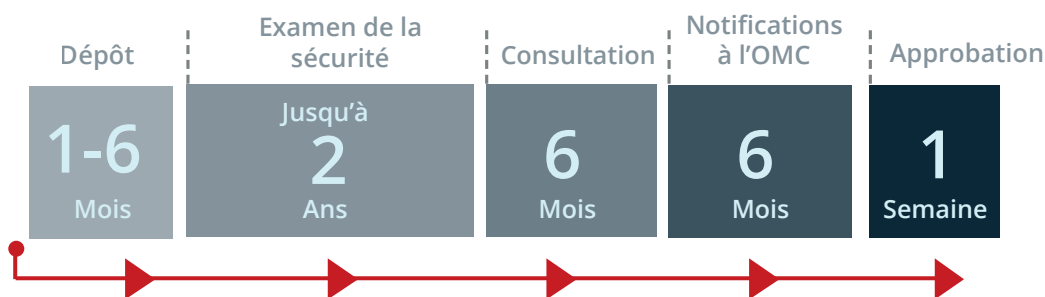 Dépôt
Examen de la
sécurité
Consultation
Notifications
à l’OMC
Approbation
1-6
Mois
Jusqu’à
2
Ans
6
Mois
6
Mois
1
Semaine